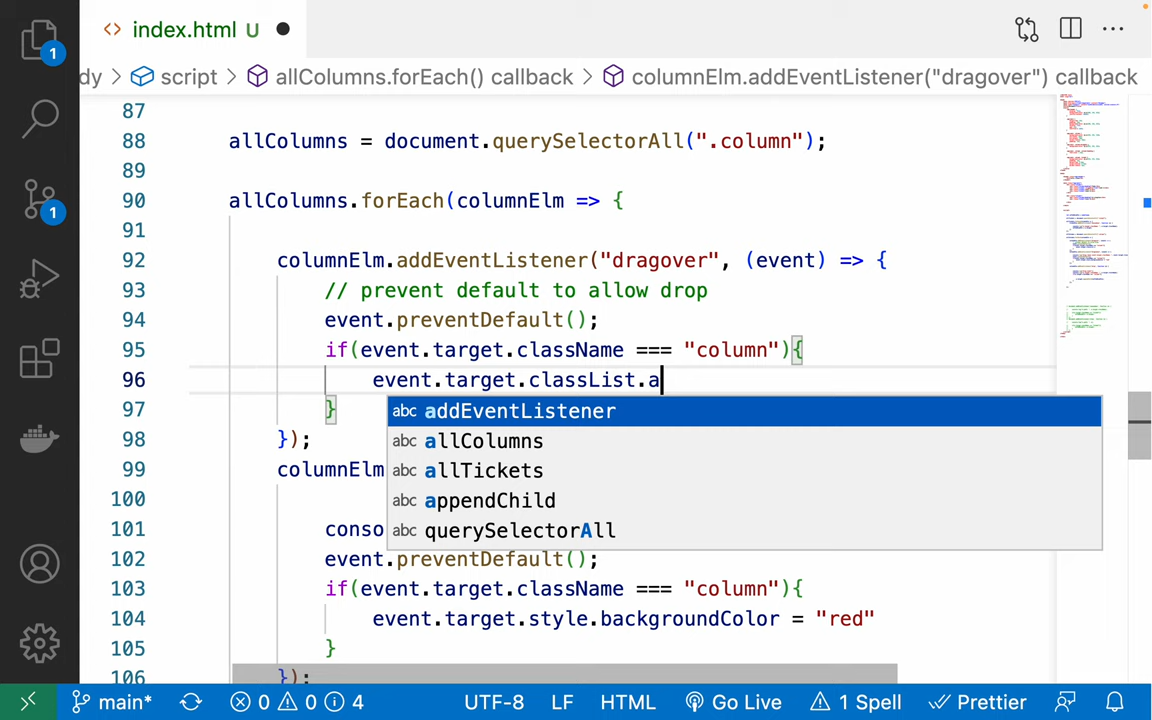 index.html U
dy > script > allColumns.forEach() callback > columnElm.addEventListener("dragover") callback
1
1
87
88 allColumns = document.querySelectorAll(".column");
89
90 allColumns.forEach(columnElm => {
91
92 columnElm.addEventListener("dragover", (event) => {
93 // prevent default to allow drop
94 event.preventDefault();
95 if(event.target.className === "column"){
96 event.target.classList.a
97 }
abc addEventListener
abc allColumns
abc allTickets
abc appendChild
abc querySelectorAll
98 });
99 columnElm
100
101 conso
102 event.preventDefault();
103 if(event.target.className === "column"){
104 event.target.style.backgroundColor = "red"
105 }
106 });
main* 0 0 4 UTF-8 LF HTML Go Live 1 Spell Prettier